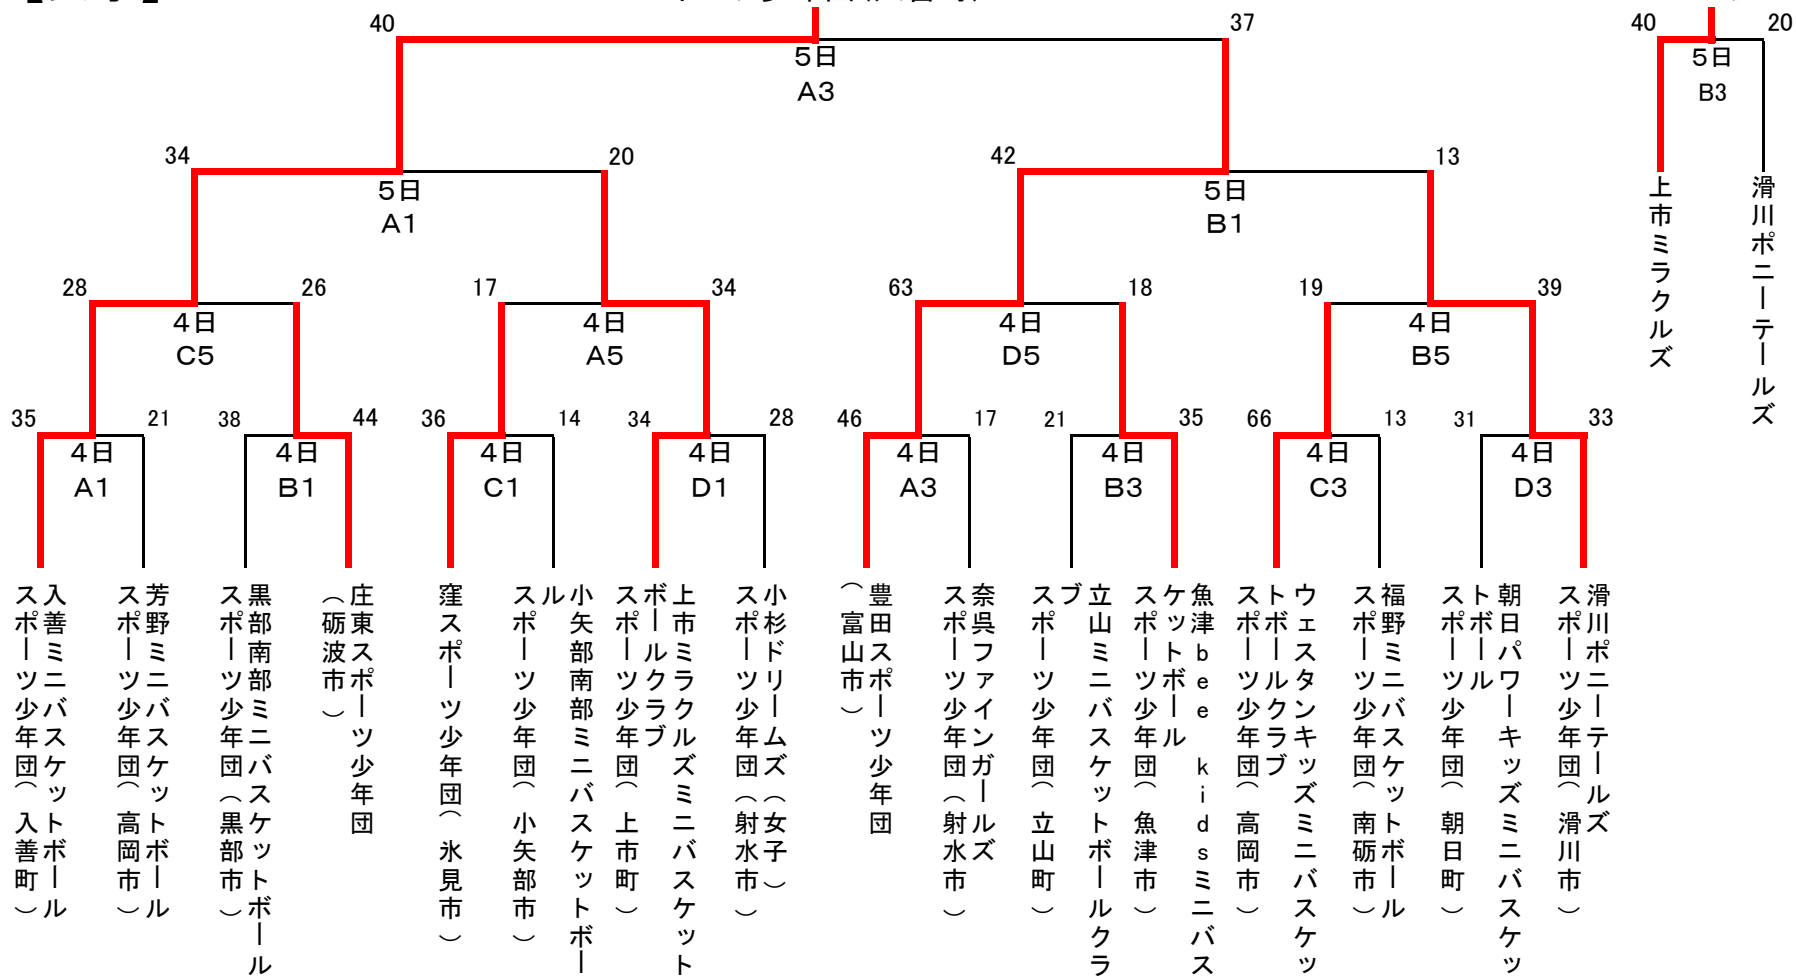 40
37
40
20
5日
A3
5日
B3
34
20
42
13
5日
A1
5日
B1
上市ミラクルズ
滑川ポニーテールズ
28
26
17
34
63
18
19
39
4日
C5
4日
A5
4日
D5
4日
B5
35
21
38
44
36
14
34
28
46
17
21
35
66
13
31
33
4日
A1
4日
B1
4日
C1
4日
D1
4日
A3
4日
B3
4日
C3
4日
D3
入善ミニバスケットボール
スポーツ少年団(入善町)
芳野ミニバスケットボール
スポーツ少年団(高岡市)
黒部南部ミニバスケットボール
スポーツ少年団(黒部市)
庄東スポーツ少年団
(砺波市)
窪スポーツ少年団(氷見市)
小矢部南部ミニバスケットボー
ル
スポーツ少年団(小矢部市)
上市ミラクルズミニバスケット
ボールクラブ
スポーツ少年団(上市町)
小杉ドリームズ(女子)
スポーツ少年団(射水市)
豊田スポーツ少年団
(富山市)
奈呉ファインガールズ
スポーツ少年団(射水市)
立山ミニバスケットボールクラ
ブ
スポーツ少年団(立山町)
魚津bee kidsミニバス
ケットボール
スポーツ少年団(魚津市)
ウェスタンキッズミニバスケッ
トボールクラブ
スポーツ少年団(高岡市)
福野ミニバスケットボール
スポーツ少年団(南砺市)
朝日パワーキッズミニバスケッ
トボール
スポーツ少年団(朝日町)
滑川ポニーテールズ
スポーツ少年団(滑川市)